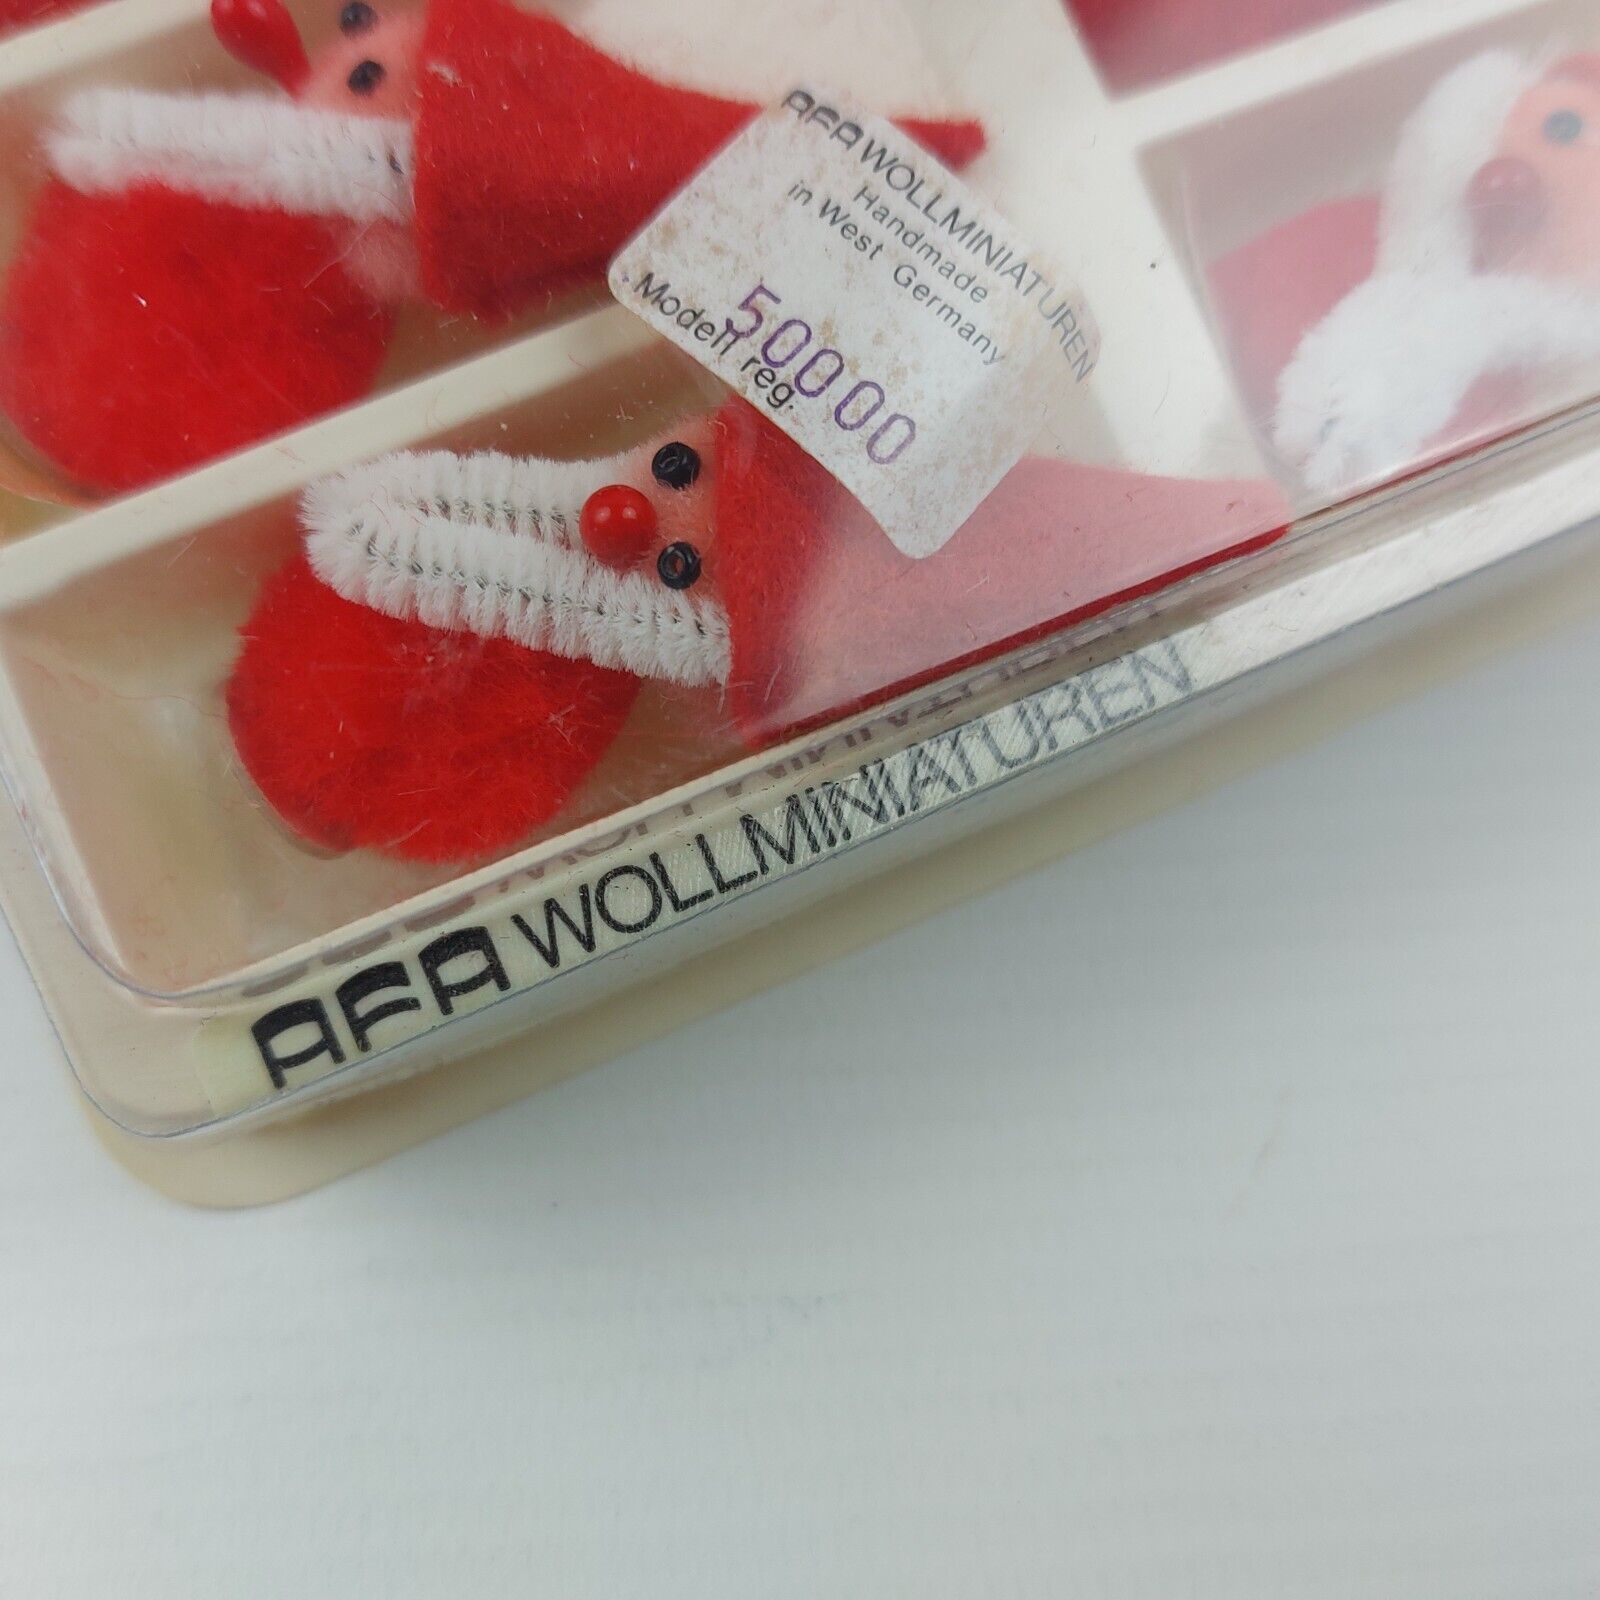 AFA WOLLMINIATUREN
Handmade
in West Germany
50000
Modell reg.
AFA WOLLMINIATUREN